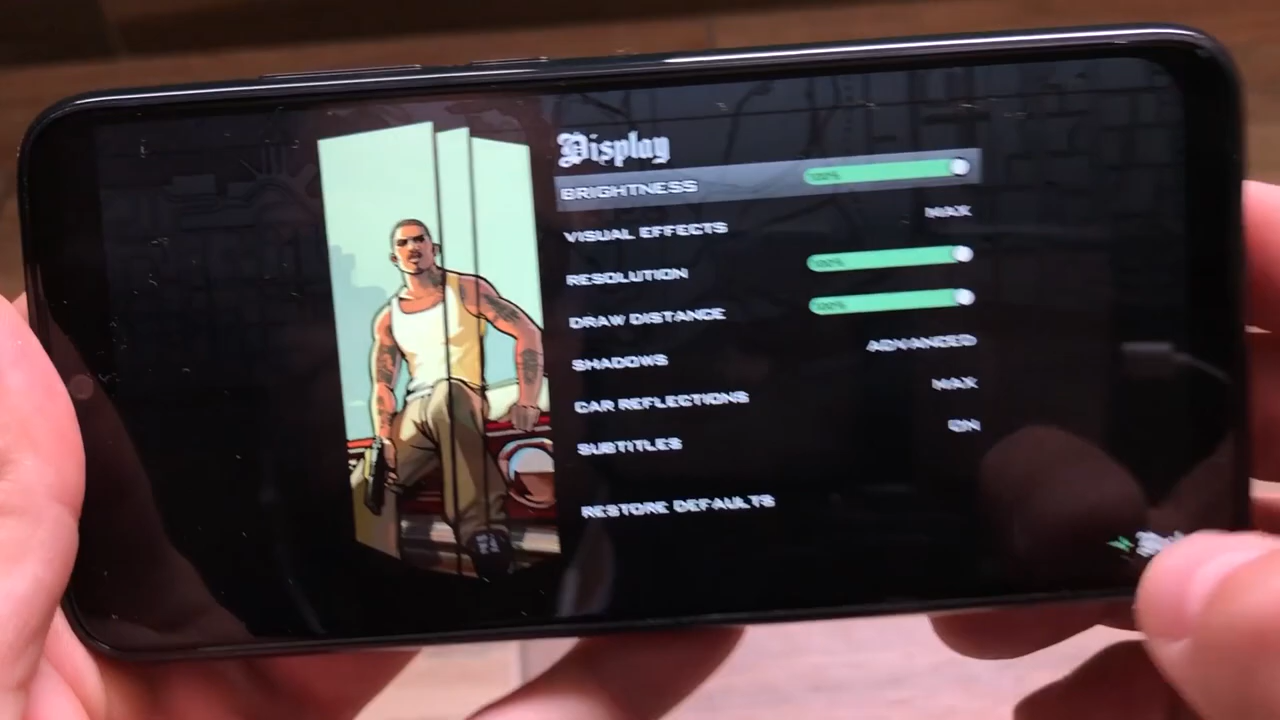 Display
BRIGHTNESS 100%
VISUAL EFFECTS MAX
RESOLUTION 100%
DRAW DISTANCE 100%
SHADOWS ADVANCED
CAR REFLECTIONS MAX
SUBTITLES ON
RESTORE DEFAULTS